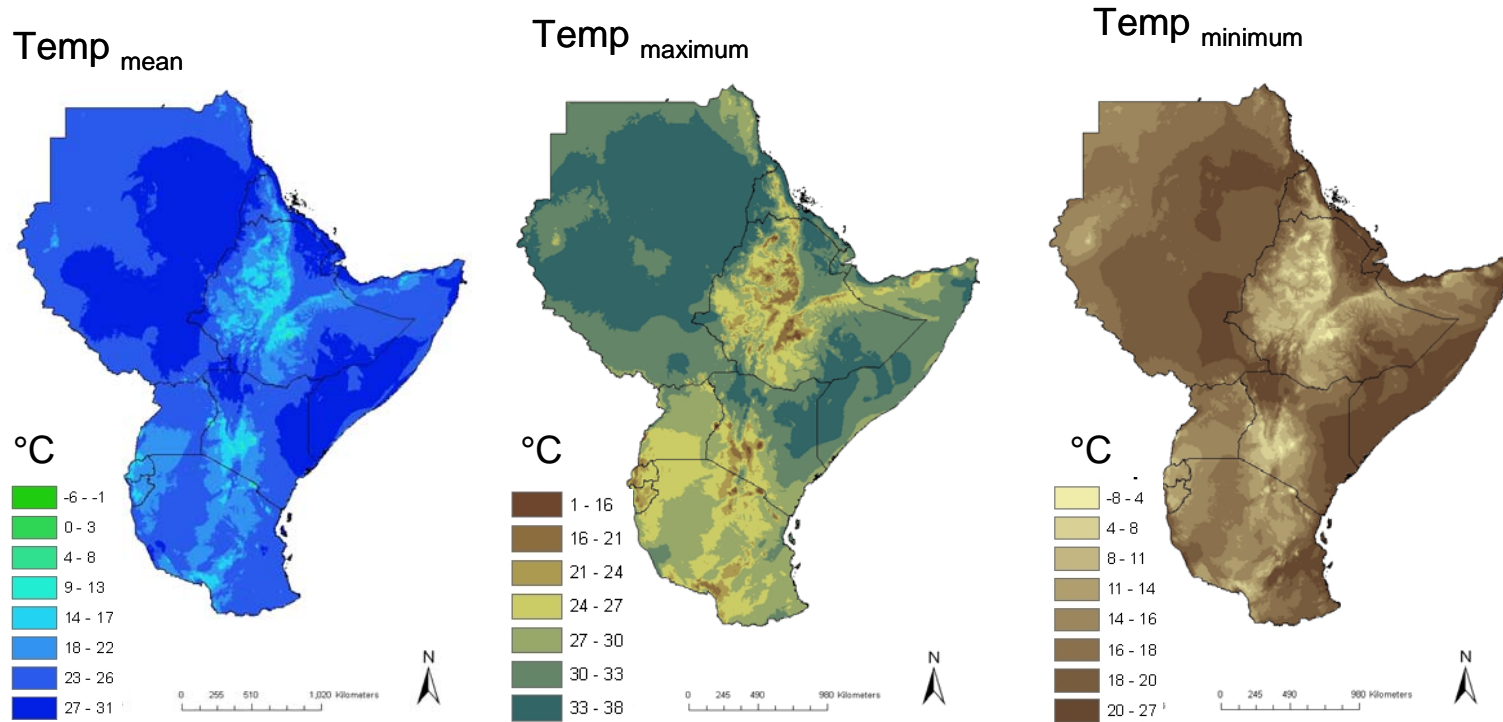 Temp mean
°C
-6 - -1
0 - 3
4 - 8
9 - 13
14 - 17
18 - 22
23 - 26
27 - 31
N
0 255 510 1,020 Kilometers
Temp maximum
°C
1 - 16
16 - 21
21 - 24
24 - 27
27 - 30
30 - 33
33 - 38
N
0 245 490 980 Kilometers
Temp minimum
°C
-8 - 4
4 - 8
8 - 11
11 - 14
14 - 16
16 - 18
18 - 20
20 - 27
N
0 245 490 980 Kilometers